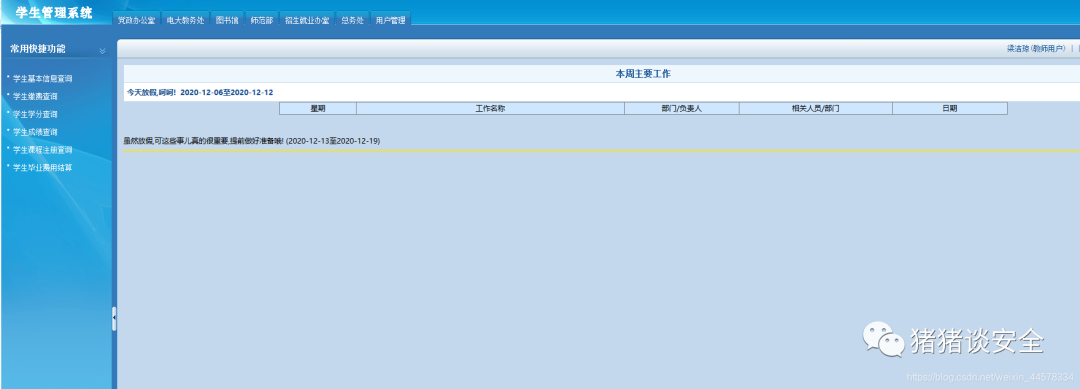 学生管理系统
党政办公室 电大教务处 图书馆 师范部 招生就业办室 总务处 用户管理
常用快捷功能
梁洁琼(教师用户) |
学生基本信息查询
学生缴费查询
学生学分查询
学生成绩查询
学生课程注册查询
学生毕业费用结算
本周主要工作
今天放假,呵呵! 2020-12-06至2020-12-12
星期 工作名称 部门/负责人 相关人员/部门 日期
虽然放假,可这些事儿真的很重要,提前做好准备哦! (2020-12-13至2020-12-19)
猪猪谈安全
https://blog.csdn.net/weixin_44578334